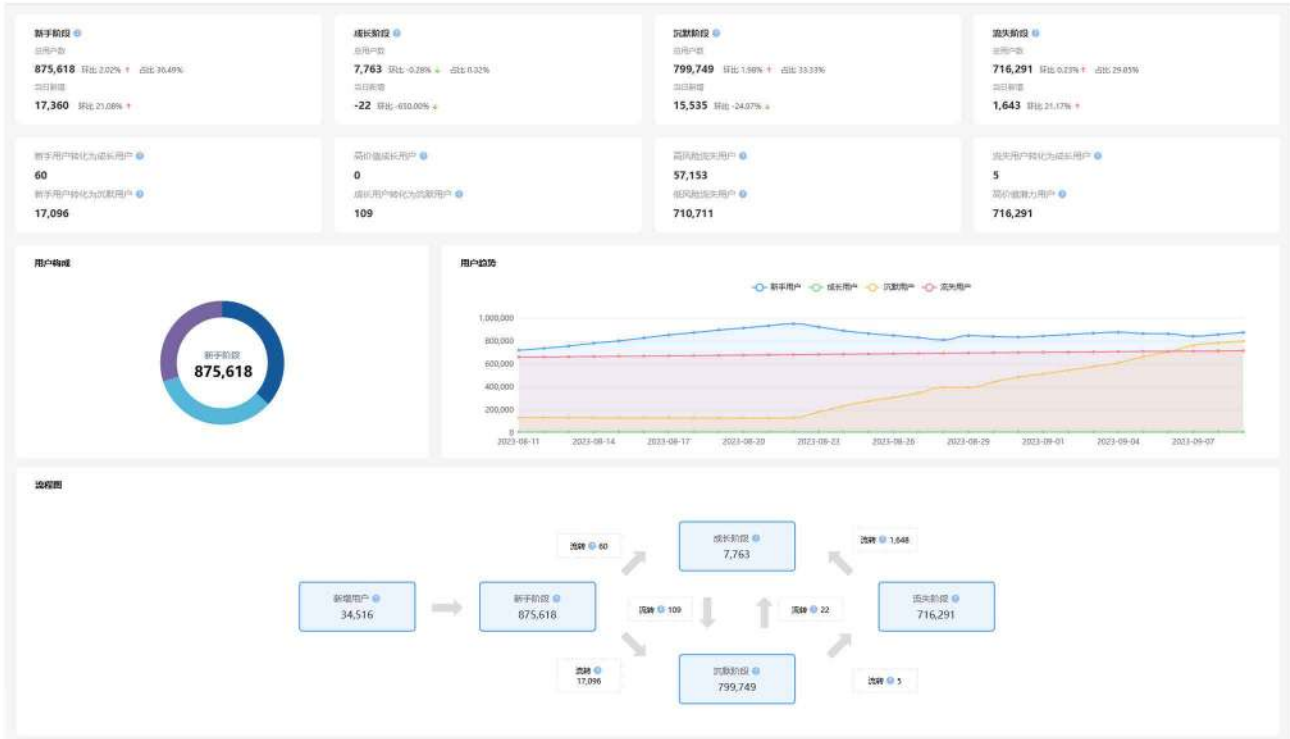 新手阶段
总用户数
875,618 环比 2.02% ↑ 占比 36.49%
当日新增
17,360 环比 21.08% ↑
成长阶段
总用户数
7,763 环比 -0.28% ↓ 占比 0.32%
当日新增
-22 环比 -650.00% ↓
沉默阶段
总用户数
799,749 环比 1.98% ↑ 占比 33.33%
当日新增
15,535 环比 -24.07% ↓
流失阶段
总用户数
716,291 环比 0.23% ↑ 占比 29.85%
当日新增
1,643 环比 21.17% ↑
新手用户转化为成长用户
60
新手用户转化为沉默用户
17,096
高价值成长用户
0
成长用户转化为沉默用户
109
高风险流失用户
57,153
低风险流失用户
710,711
流失用户转化为成长用户
5
高价值潜力用户
716,291
用户构成
新手阶段
875,618
用户趋势
新手用户 成长用户 沉默用户 流失用户
1,000,000
800,000
600,000
400,000
200,000
0
2023-08-11 2023-08-14 2023-08-17 2023-08-20 2023-08-23 2023-08-26 2023-08-29 2023-09-01 2023-09-04 2023-09-07
流程图
流转 60
成长阶段
7,763
流转 1,648
新增用户
34,516
新手阶段
875,618
流转 109
流转 22
流失阶段
716,291
流转
17,096
沉默阶段
799,749
流转 5